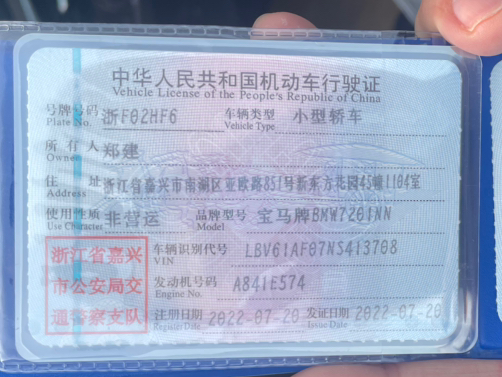 中华人民共和国机动车行驶证
Vehicle License of the People's Republic of China
号牌号码 浙F02HF6 车辆类型 小型轿车
Plate No. Vehicle Type
所有人 郑建
Owner
住址 浙江省嘉兴市南湖区亚欧路851号新东方花园45幢1104室
Address
使用性质 非营运 品牌型号 宝马牌BMW7201NN
Use Character Model
浙江省嘉兴
市公安局交
通警察支队
车辆识别代号 LBV61AF07NS413708
VIN
发动机号码 A841E574
Engine No.
注册日期 2022-07-20 发证日期 2022-07-20
Register Date Issue Date